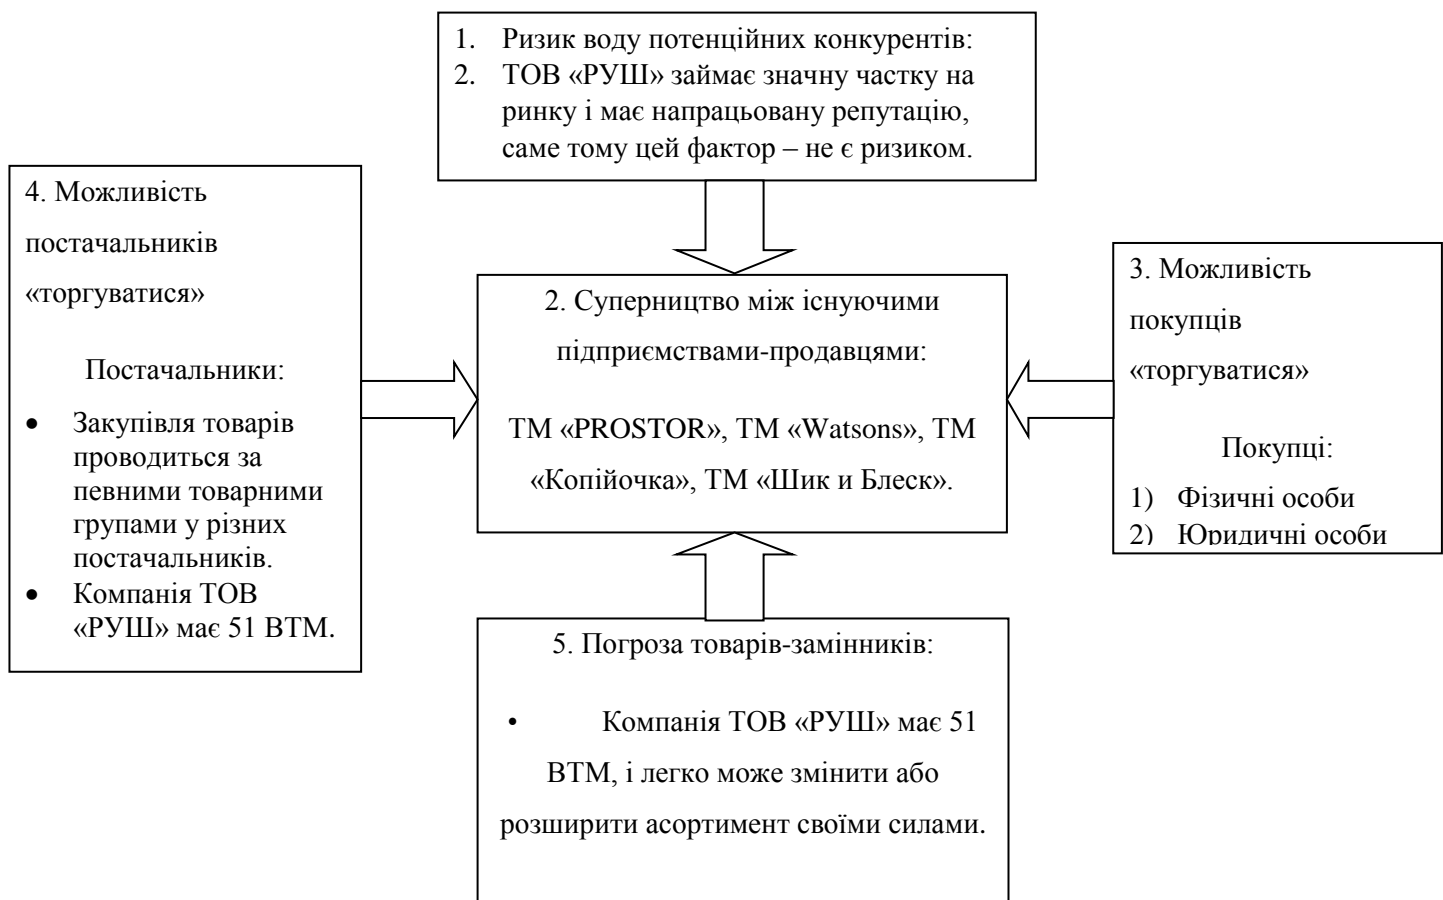 1. Ризик воду потенційних конкурентів:
2. ТОВ «РУШ» займає значну частку на
ринку і має напрацьовану репутацію,
саме тому цей фактор – не є ризиком.
4. Можливість
постачальників
«торгуватися»
Постачальники:
• Закупівля товарів
проводиться за
певними товарними
групами у різних
постачальників.
• Компанія ТОВ
«РУШ» має 51 ВТМ.
2. Суперництво між існуючими
підприємствами-продавцями:
ТМ «PROSTOR», ТМ «Watsons», ТМ
«Копійочка», ТМ «Шик и Блеск».
3. Можливість
покупців
«торгуватися»
Покупці:
1) Фізичні особи
2) Юридичні особи
5. Погроза товарів-замінників:
• Компанія ТОВ «РУШ» має 51
ВТМ, і легко може змінити або
розширити асортимент своїми силами.